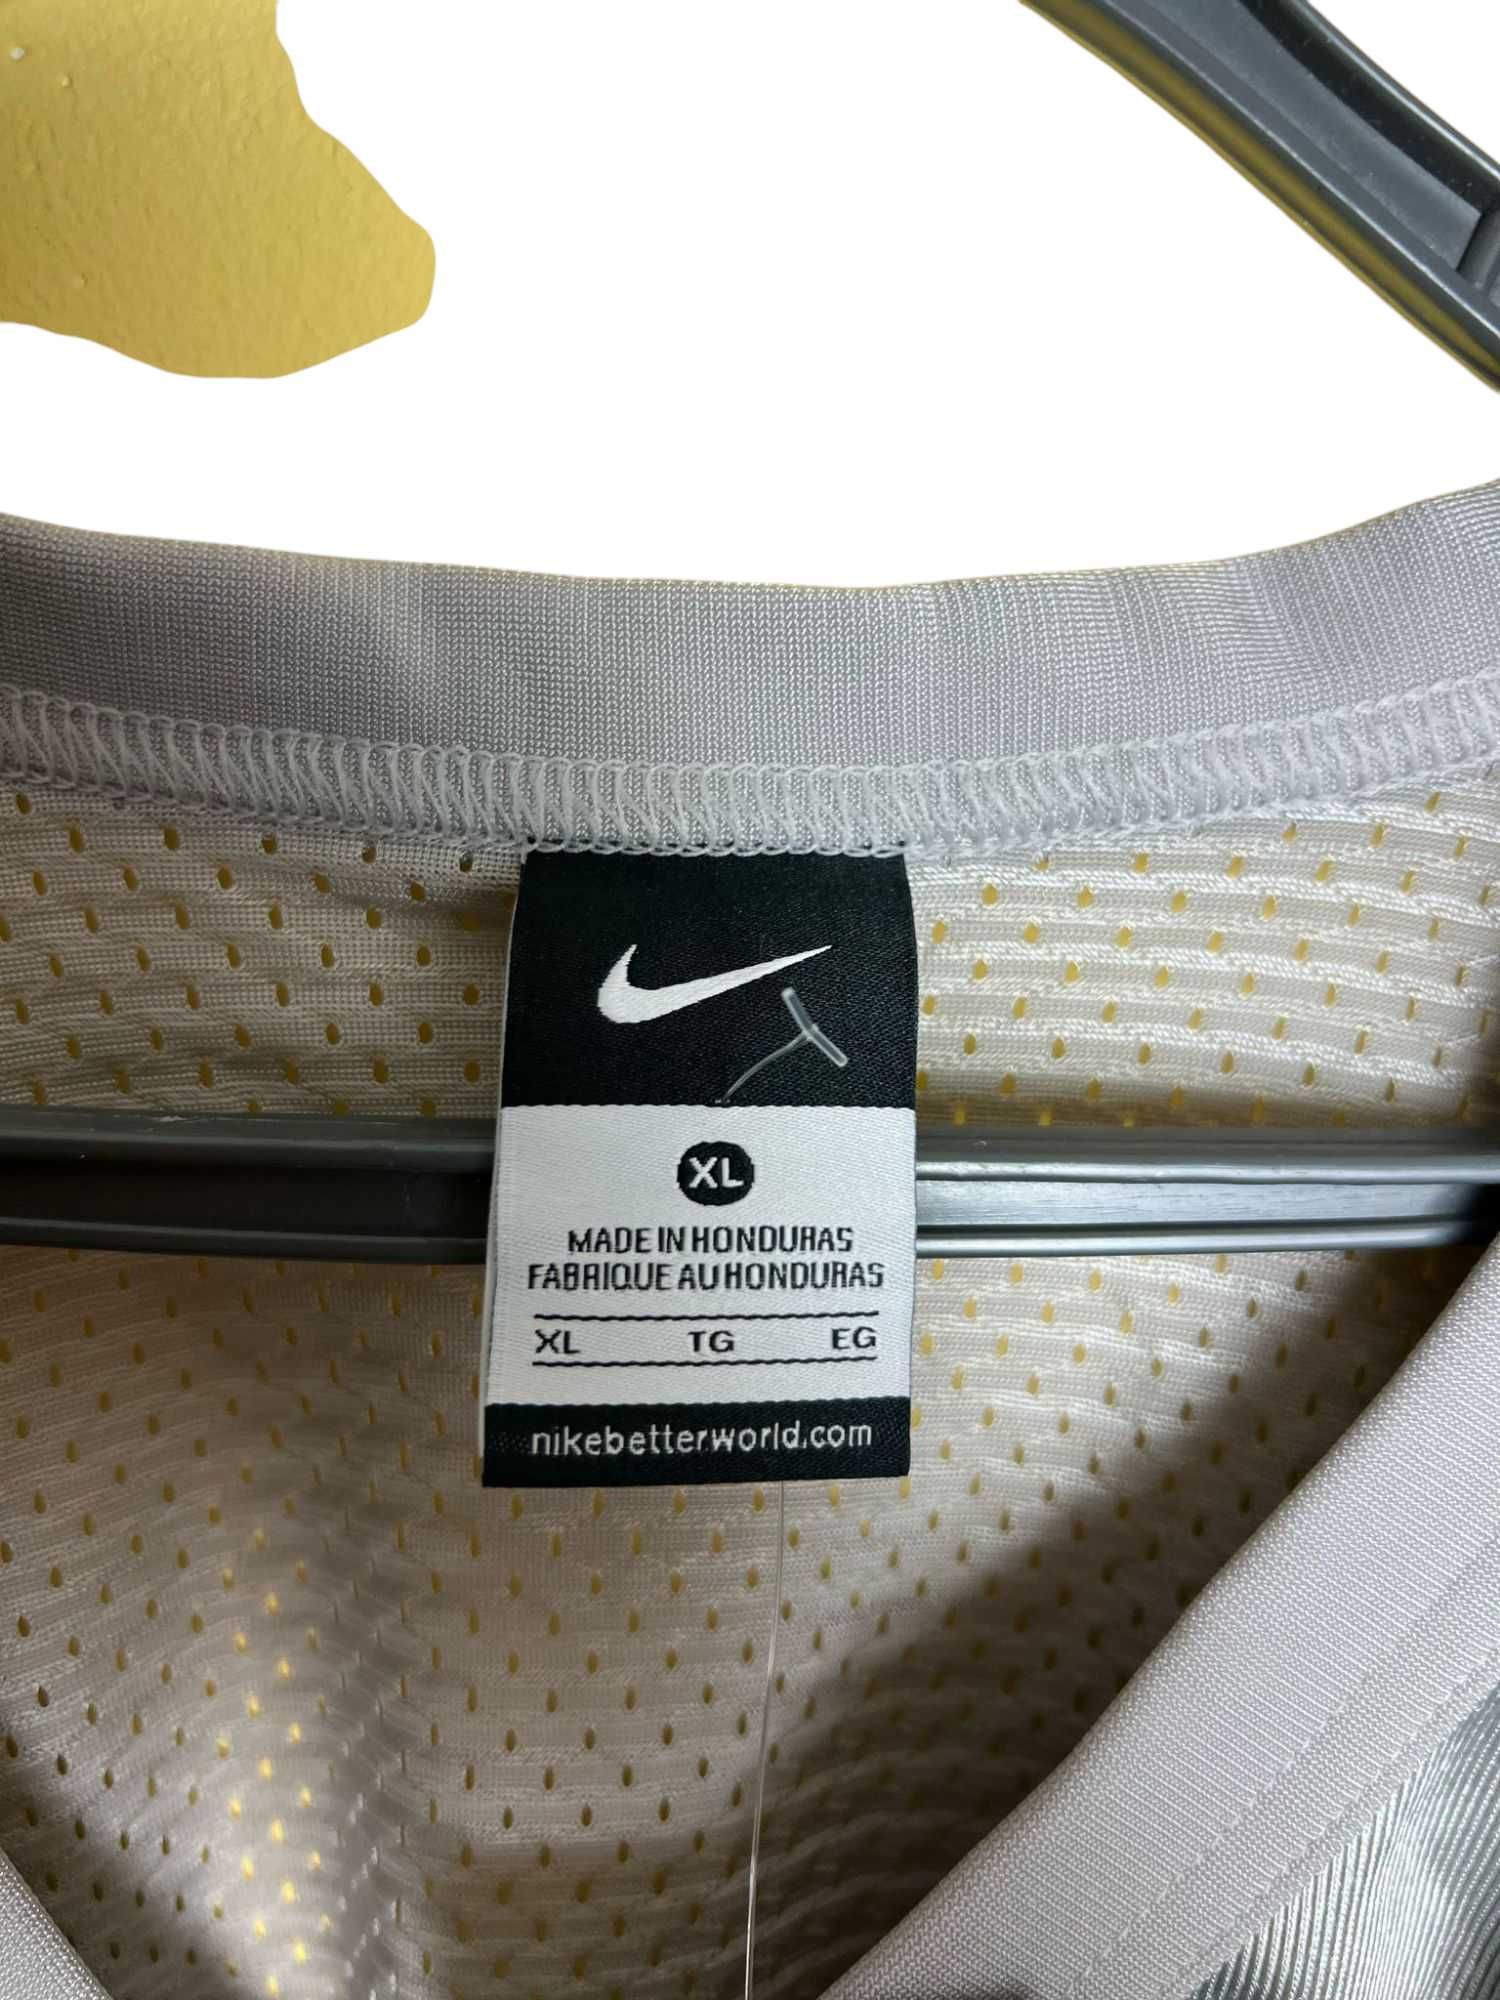 XL
MADE IN HONDURAS
FABRIQUE AU HONDURAS
XL TG EG
nikebetterworld.com